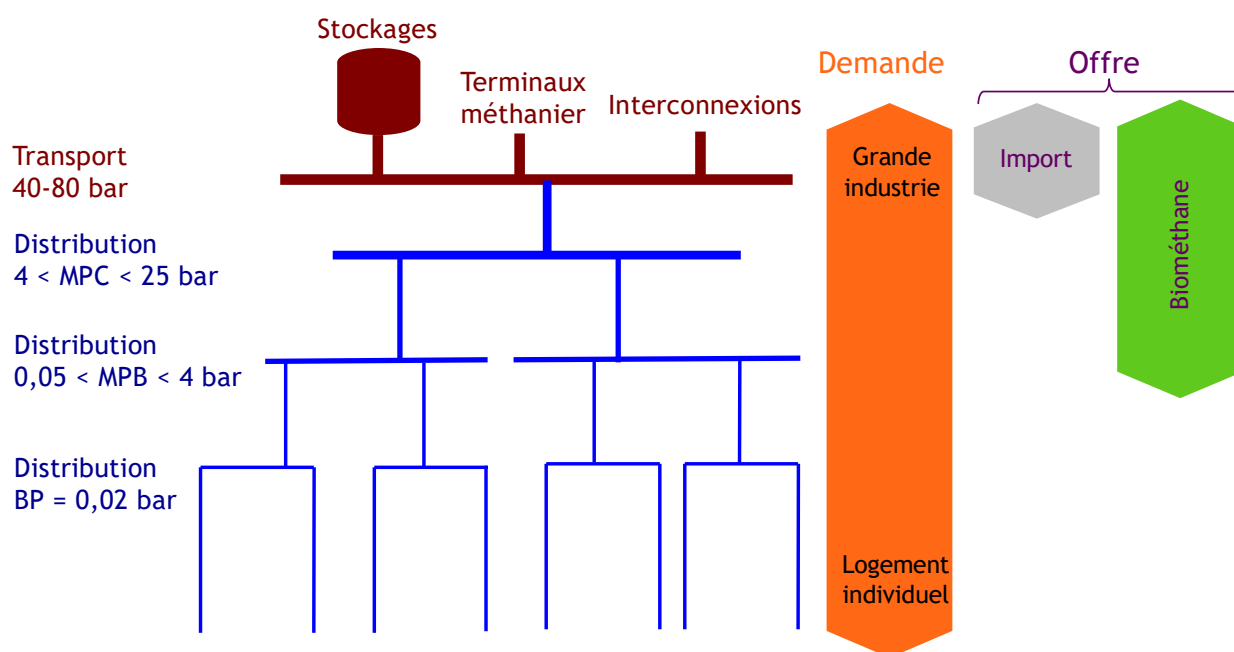 Stockages
Terminaux
méthanier
Interconnexions
Demande
Offre
Transport
40-80 bar
Grande
industrie
Import
Biométhane
Distribution
4 < MPC < 25 bar
Distribution
0,05 < MPB < 4 bar
Distribution
BP = 0,02 bar
Logement
individuel